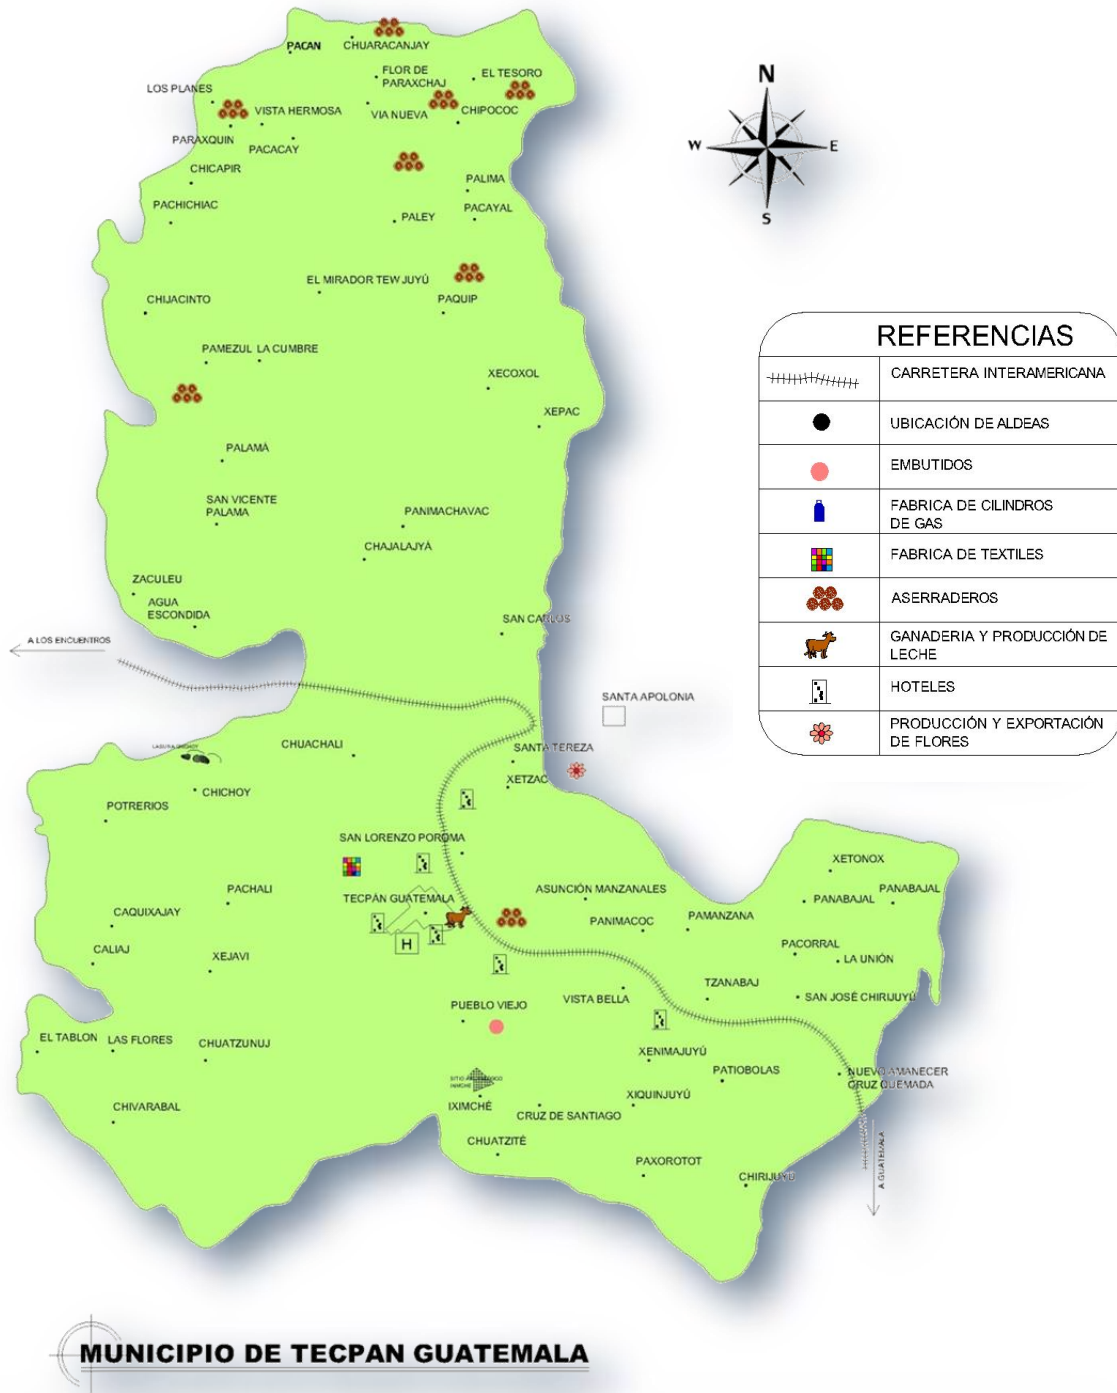 PACAN
CHUARACANJAY
FLOR DE
PARAXCHAJ
EL TESORO
LOS PLANES
VISTA HERMOSA
VIA NUEVA
CHIPOCOC
PARAXQUIN
PACACAY
CHICAPIR
PALIMA
PACHICHIAC
PALEY
PACAYAL
EL MIRADOR TEW JUYÚ
CHIJACINTO
PAQUIP
PAMEZUL LA CUMBRE
XECOXOL
XEPAC
PALAMÁ
SAN VICENTE
PALAMA
PANIMACHAVAC
CHAJALAJYÁ
ZACULEU
AGUA
ESCONDIDA
SAN CARLOS
A LOS ENCUENTROS
SANTA APOLONIA
CHUACHALI
SANTA TEREZA
XETZAC
CHICHOY
POTRERIOS
SAN LORENZO POROMA
TECPÁN GUATEMALA
H
PACHALI
CAQUIXAJAY
CALIAJ
XEJAVI
ASUNCIÓN MANZANALES
PANIMACOC
PAMANZANA
XETONOX
PANABAJAL
PANABAJAL
PACORRAL
LA UNIÓN
TZANABAJ
SAN JOSÉ CHIRIJUYÚ
VISTA BELLA
PUEBLO VIEJO
EL TABLON
LAS FLORES
CHUATZUNUJ
CHIVARABAL
XENIMAJUYÚ
PATIOBOLAS
NUEVO AMANECER
CRUZ QUEMADA
IXIMCHÉ
XIQUINJUYÚ
CRUZ DE SANTIAGO
CHUATZITÉ
PAXOROTOT
CHIRIJUYÚ
A GUATEMALA
N
W
E
S
REFERENCIAS
CARRETERA INTERAMERICANA
UBICACIÓN DE ALDEAS
EMBUTIDOS
FABRICA DE CILINDROS
DE GAS
FABRICA DE TEXTILES
ASERRADEROS
GANADERIA Y PRODUCCIÓN DE
LECHE
HOTELES
PRODUCCIÓN Y EXPORTACIÓN
DE FLORES
MUNICIPIO DE TECPAN GUATEMALA